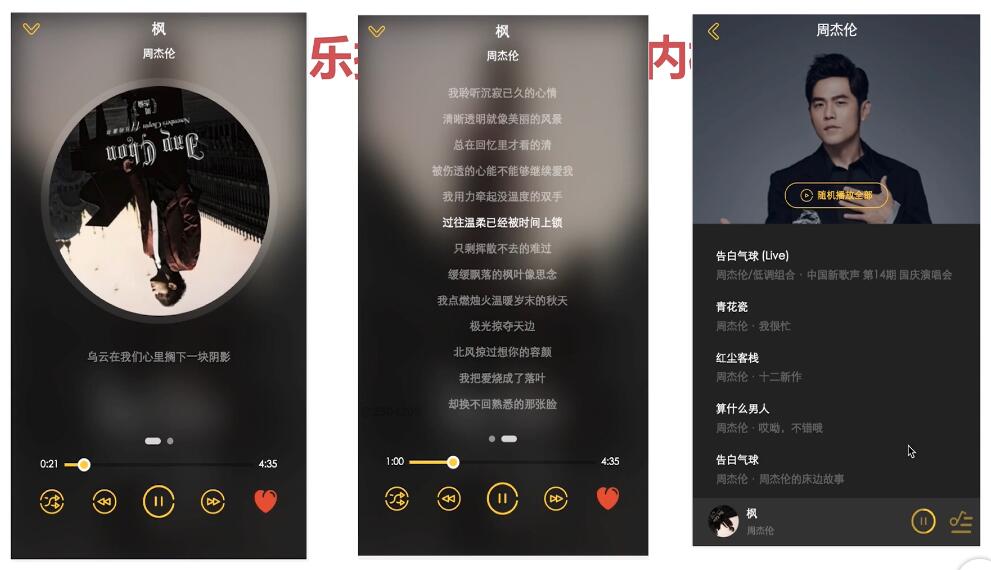 枫
周杰伦
乌云在我们心里搁下一块阴影
0:21
4:35
乐
内
枫
周杰伦
我聆听沉寂已久的心情
清晰透明就像美丽的风景
总在回忆里才看的清
被伤透的心能不能够继续爱我
我用力牵起没温度的双手
过往温柔已经被时间上锁
只剩挥散不去的难过
缓缓飘落的枫叶像思念
我点燃烛火温暖岁末的秋天
极光掠夺天边
北风掠过想你的容颜
我把爱烧成了落叶
却换不回熟悉的那张脸
1:00
4:35
周杰伦
随机播放全部
告白气球 (Live)
周杰伦/低调组合 · 中国新歌声 第14期 国庆演唱会
青花瓷
周杰伦 · 我很忙
红尘客栈
周杰伦 · 十二新作
算什么男人
周杰伦 · 哎呦，不错哦
告白气球
周杰伦 · 周杰伦的床边故事
枫
周杰伦